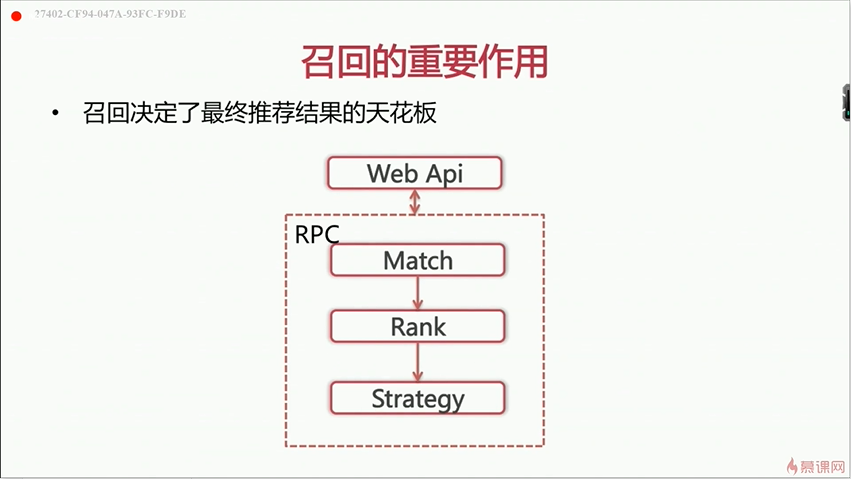 27402-CF94-047A-93FC-F9DE
召回的重要作用
• 召回决定了最终推荐结果的天花板
Web Api
RPC
Match
Rank
Strategy
慕课网